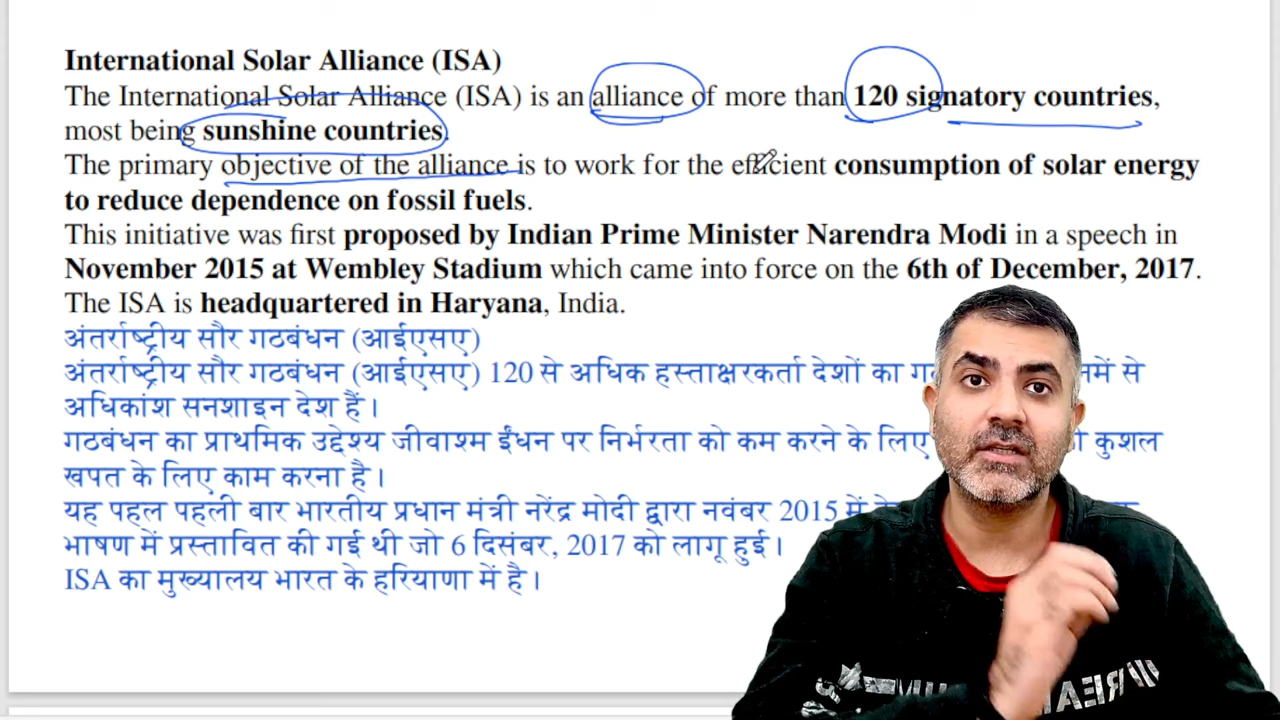 International Solar Alliance (ISA)
The International Solar Alliance (ISA) is an alliance of more than 120 signatory countries,
most being sunshine countries.
The primary objective of the alliance is to work for the efficient consumption of solar energy
to reduce dependence on fossil fuels.
This initiative was first proposed by Indian Prime Minister Narendra Modi in a speech in
November 2015 at Wembley Stadium which came into force on the 6th of December, 2017.
The ISA is headquartered in Haryana, India.
अंतर्राष्ट्रीय सौर गठबंधन (आईएसए)
अंतर्राष्ट्रीय सौर गठबंधन (आईएसए) 120 से अधिक हस्ताक्षरकर्ता देशों का में से
अधिकांश सनशाइन देश हैं।
गठबंधन का प्राथमिक उद्देश्य जीवाश्म ईंधन पर निर्भरता को कम करने के लिए कुशल
खपत के लिए काम करना है।
यह पहल पहली बार भारतीय प्रधान मंत्री नरेंद्र मोदी द्वारा नवंबर 2015 में
भाषण में प्रस्तावित की गई थी जो 6 दिसंबर, 2017 को लागू हुई।
ISA का मुख्यालय भारत के हरियाणा में है।